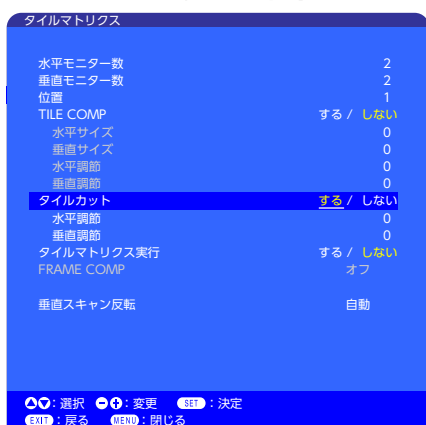 タイルマトリクス
水平モニター数 2
垂直モニター数 2
位置 1
TILE COMP する / しない
水平サイズ 0
垂直サイズ 0
水平調節 0
垂直調節 0
タイルカット する / しない
水平調節 0
垂直調節 0
タイルマトリクス実行 する / しない
FRAME COMP オフ
垂直スキャン反転 自動
:選択 :変更 SET :決定
EXIT :戻る MENU :閉じる